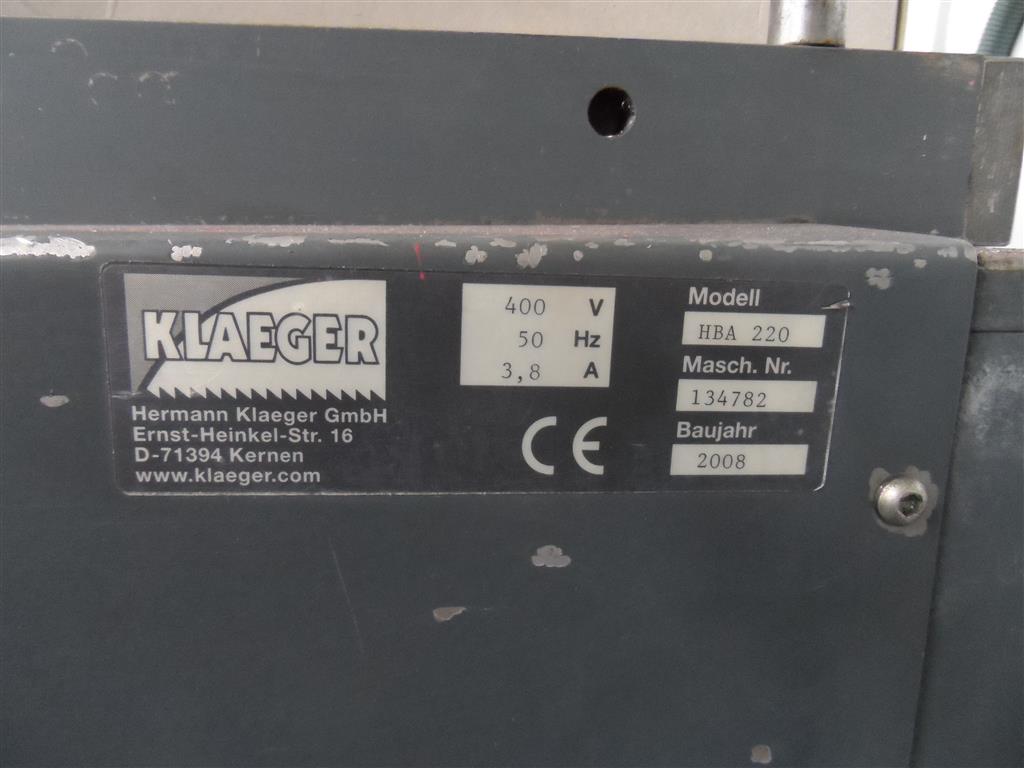 KLAEGER
Hermann Klaeger GmbH
Ernst-Heinkel-Str. 16
D-71394 Kernen
www.klaeger.com
400 V
50 Hz
3,8 A
CE
Modell
HBA 220
Masch. Nr.
134782
Baujahr
2008